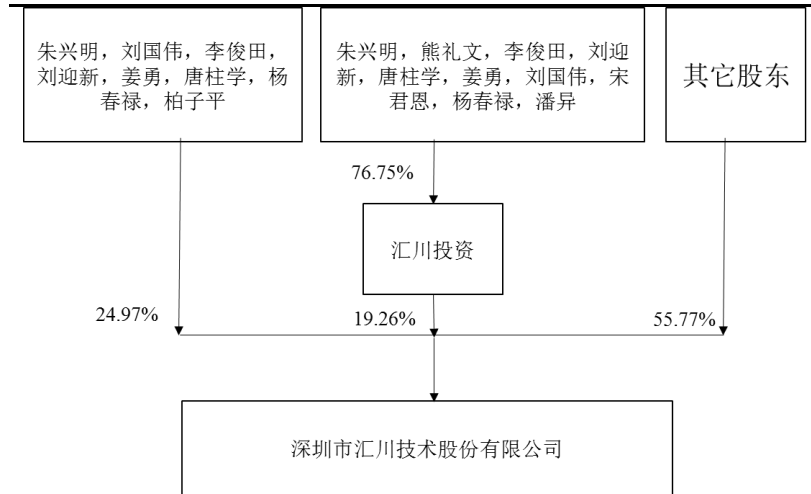 朱兴明，刘国伟，李俊田，
刘迎新，姜勇，唐柱学，杨
春禄，柏子平
朱兴明，熊礼文，李俊田，刘迎
新，唐柱学，姜勇，刘国伟，宋
君恩，杨春禄，潘异
其它股东
76.75%
汇川投资
24.97%
19.26%
55.77%
深圳市汇川技术股份有限公司